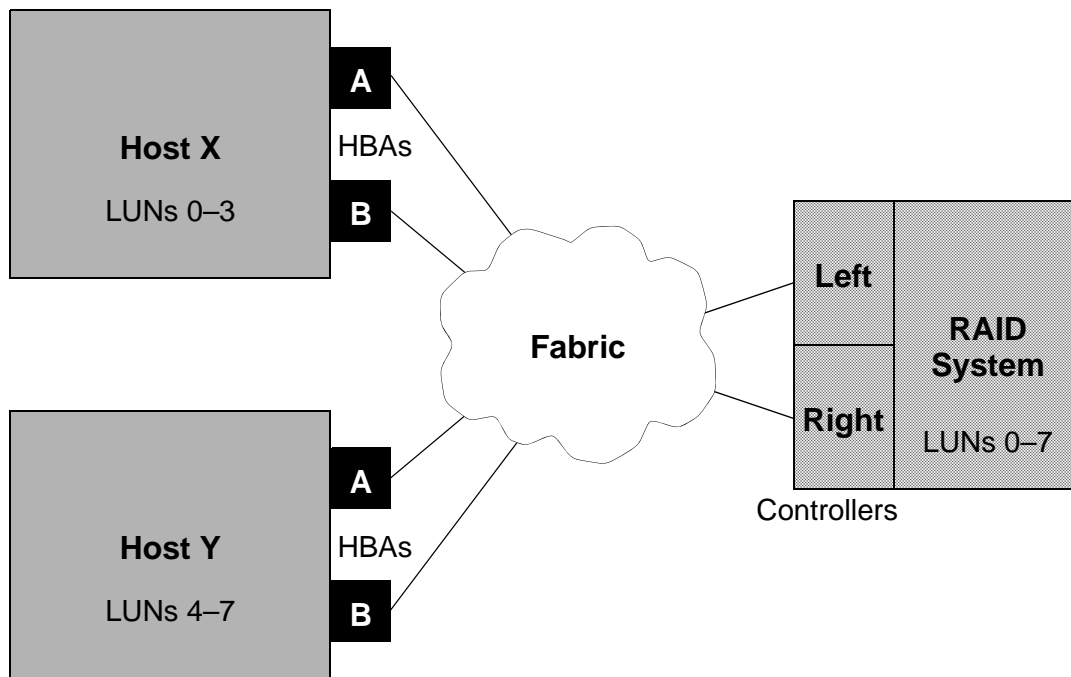 A
Host X
HBAs
LUNs 0–3
B
Left
RAID
System
Fabric
Right
LUNs 0–7
Controllers
A
Host Y
HBAs
LUNs 4–7
B